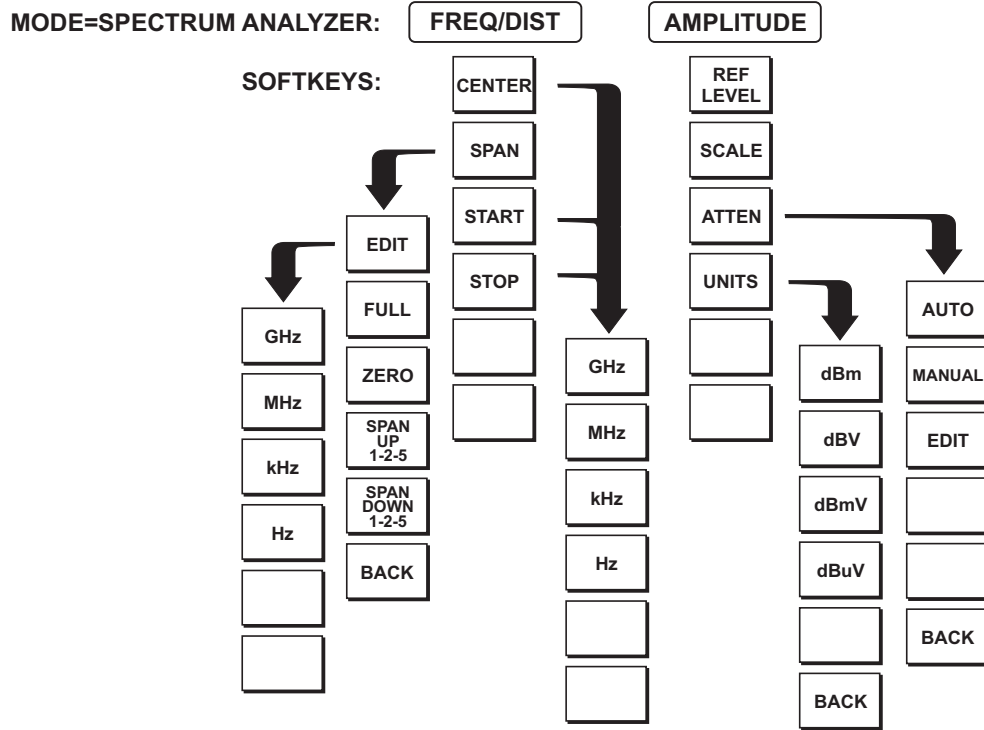 MODE=SPECTRUM ANALYZER:
FREQ/DIST
AMPLITUDE
SOFTKEYS:
CENTER
SPAN
START
STOP
EDIT
FULL
ZERO
SPAN
UP
1-2-5
SPAN
DOWN
1-2-5
BACK
GHz
MHz
kHz
Hz
GHz
MHz
kHz
Hz
REF
LEVEL
SCALE
ATTEN
UNITS
dBm
dBV
dBmV
dBuV
BACK
AUTO
MANUAL
EDIT
BACK